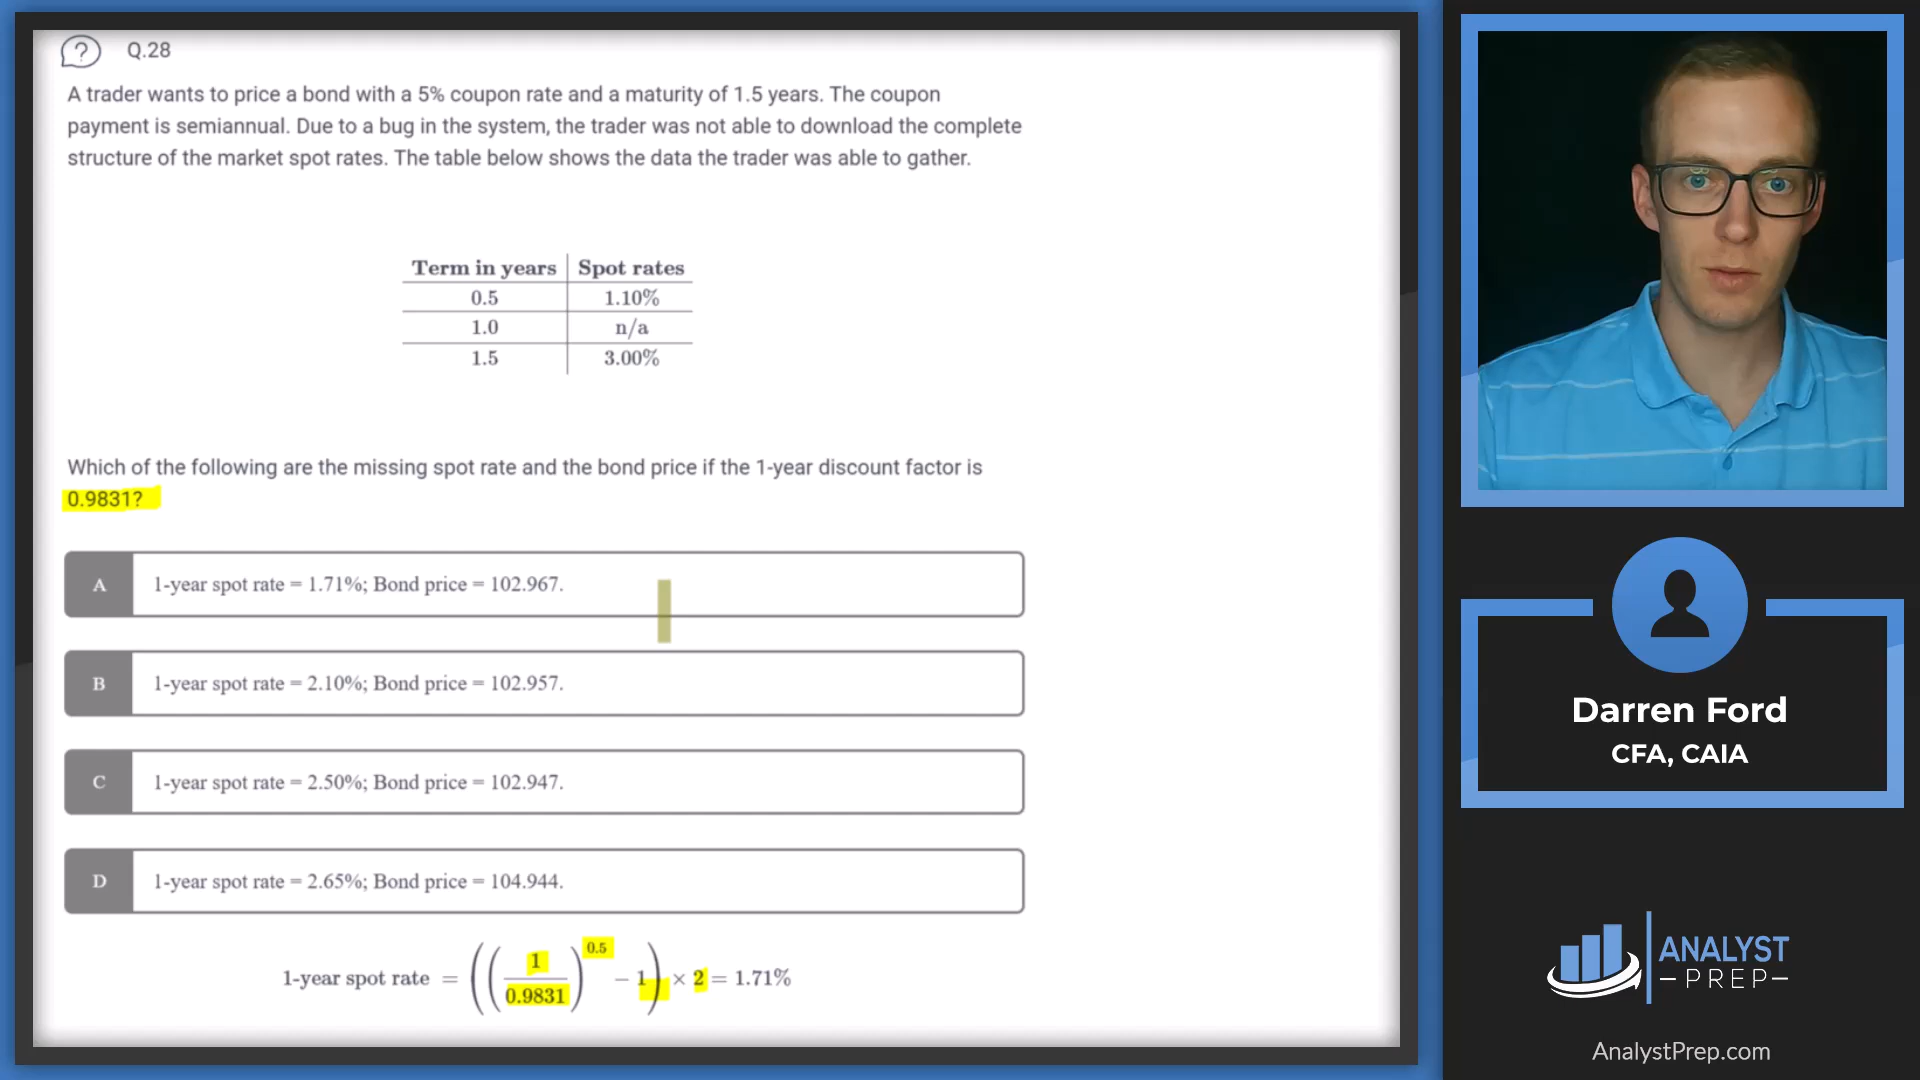 ?
Q.28
A trader wants to price a bond with a 5% coupon rate and a maturity of 1.5 years. The coupon
payment is semiannual. Due to a bug in the system, the trader was not able to download the complete
structure of the market spot rates. The table below shows the data the trader was able to gather.
Term in years Spot rates
0.5 1.10%
1.0 n/a
1.5 3.00%
Which of the following are the missing spot rate and the bond price if the 1-year discount factor is
0.9831?
A 1-year spot rate = 1.71%; Bond price = 102.967.
B 1-year spot rate = 2.10%; Bond price = 102.957.
C 1-year spot rate = 2.50%; Bond price = 102.947.
D 1-year spot rate = 2.65%; Bond price = 104.944.
1-year spot rate = ((1/0.9831)^0.5 − 1) × 2 = 1.71%
Darren Ford
CFA, CAIA
ANALYST
—PREP—
AnalystPrep.com